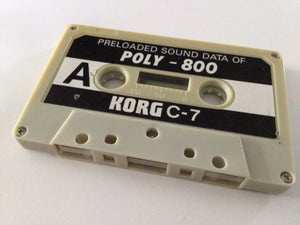 PRELOADED SOUND DATA OF
POLY - 800
A
KORG C-7